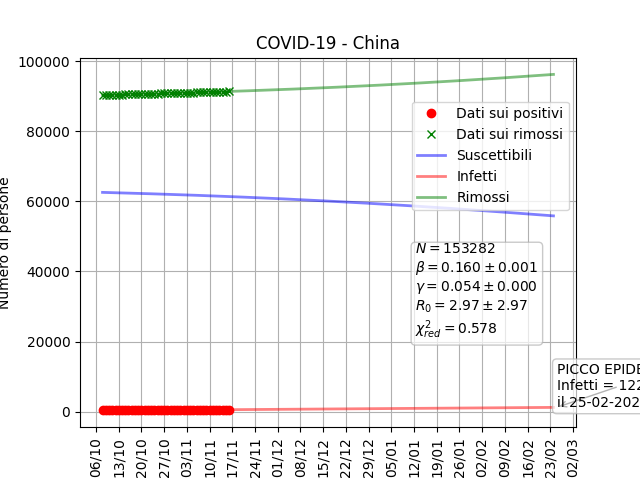 COVID-19 - China
Numero di persone
100000
80000
60000
40000
20000
0
Dati sui positivi
Dati sui rimossi
Suscettibili
Infetti
Rimossi
N = 153282
β = 0.160 ± 0.001
γ = 0.054 ± 0.000
R₀ = 2.97 ± 2.97
χ²_red = 0.578
PICCO EPIDE
Infetti = 122
il 25-02-202
06/10 13/10 20/10 27/10 03/11 10/11 17/11 24/11 01/12 08/12 15/12 22/12 29/12 05/01 12/01 19/01 26/01 02/02 09/02 16/02 23/02 02/03